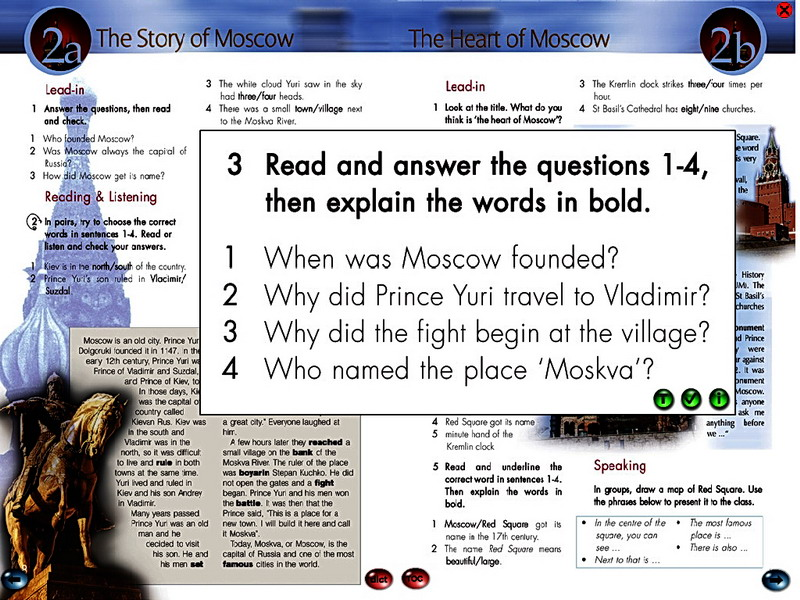 2a The Story of Moscow
Lead-in
1 Answer the questions, then read
and check.
1 Who founded Moscow?
2 Was Moscow always the capital of
Russia?
3 How did Moscow get its name?
Reading & Listening
2 In pairs, try to choose the correct
words in sentences 1-4. Read or
listen and check your answers.
1 Kiev is in the north/south of the country.
2 Prince Yuri's son ruled in Vladimir/
Suzdal.
3 The white cloud Yuri saw in the sky
had three/four heads.
4 There was a small town/village next
to the Moskva River.
Moscow is an old city. Prince Yuri
Dolgoruki founded it in 1147. In the
early 12th century, Prince Yuri was
Prince of Vladimir and Suzdal,
and Prince of Kiev, to
In those days, Ki
was the capital o
country called
Kievan Rus. Kiev was
in the south and
Vladimir was in the
north, so it was difficult
to live and rule in both
towns at the same time.
Yuri lived and ruled in
Kiev and his son Andrey
in Vladimir.
Many years passed
Prince Yuri was an old
man and he
decided to visit
his son. He and
his men set
a great city." Everyone laughed at
him.
A few hours later they reached a
small village on the bank of the
Moskva River. The ruler of the place
was boyarin Stepan Kuchko. He did
not open the gates and a fight
began. Prince Yuri and his men won
the battle. It was then that the
Prince said, "This is a place for a
new town. I will build it here and call
it Moskva".
Today, Moskva, or Moscow, is the
capital of Russia and one of the most
famous cities in the world.
3 Read and answer the questions 1-4,
then explain the words in bold.
1 When was Moscow founded?
2 Why did Prince Yuri travel to Vladimir?
3 Why did the fight begin at the village?
4 Who named the place 'Moskva'?
T i
The Heart of Moscow 2b
Lead-in
1 Look at the title. What do you
think is 'the heart of Moscow'?
3 The Kremlin clock strikes three/four times per
hour.
4 St Basil's Cathedral has eight/nine churches.
Square.
e word
is very
all,
the
History
M). The
St Basil's
churches
onument
d Prince
were
r against
2. It was
onument
Moscow.
anyone
ask me
anything before
we ..."
4 Red Square got its name
5 minute hand of the
Kremlin clock
5 Read and underline the
correct word in sentences 1-4.
Then explain the words in
bold.
1 Moscow/Red Square got its
name in the 17th century.
2 The name Red Square means
beautiful/large.
Speaking
In groups, draw a map of Red Square. Use
the phrases below to present it to the class.
• In the centre of the
square, you can
see ...
• Next to that is ...
• The most famous
place is ...
• There is also ...
dict TOC